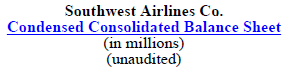 Southwest Airlines Co.
Condensed Consolidated Balance Sheet
(in millions)
(unaudited)